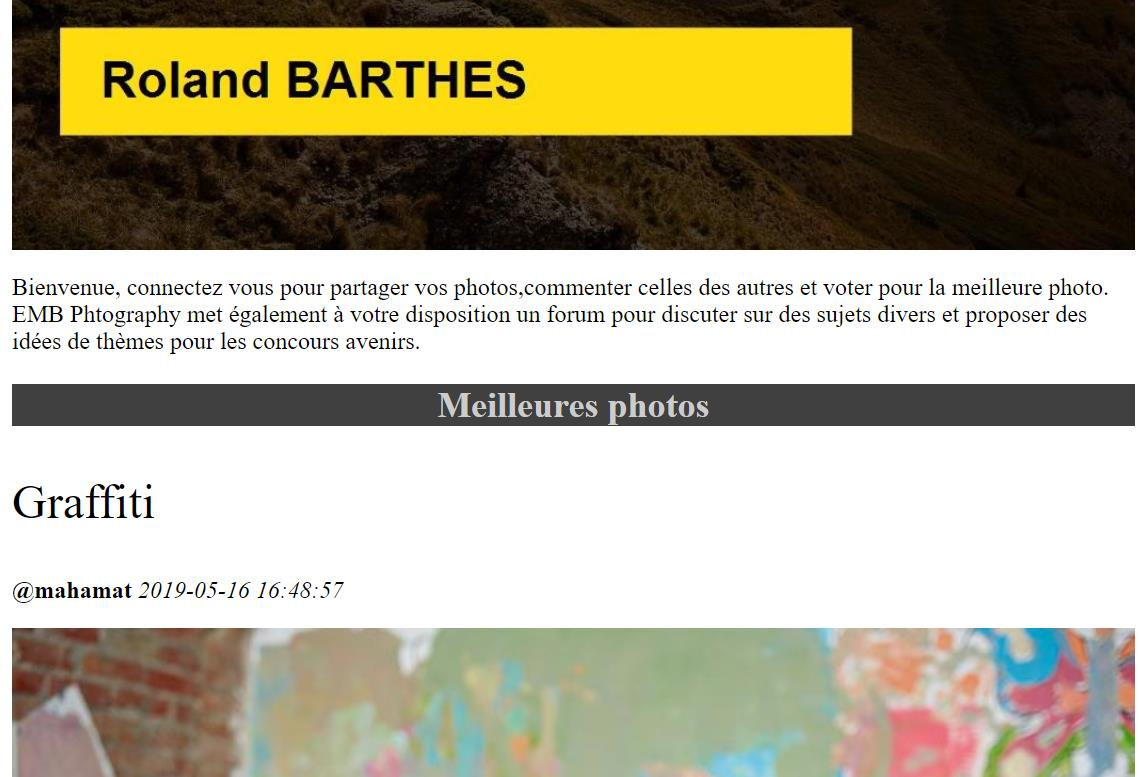 Roland BARTHES
Bienvenue, connectez vous pour partager vos photos,commenter celles des autres et voter pour la meilleure photo.
EMB Phtography met également à votre disposition un forum pour discuter sur des sujets divers et proposer des
idées de thèmes pour les concours avenirs.
Meilleures photos
Graffiti
@mahamat 2019-05-16 16:48:57